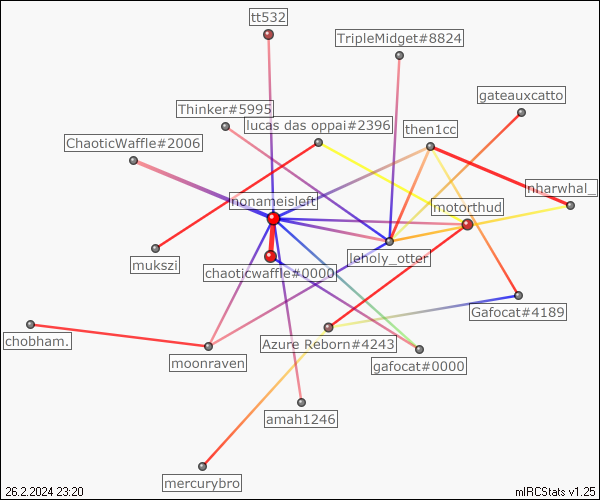 tt532
TripleMidget#8824
gateauxcatto
Thinker#5995
lucas das oppai#2396
then1cc
ChaoticWaffle#2006
nharwhal_
nonameisleft
motorthud
leholy_otter
mukszi
chaoticwaffle#0000
Gafocat#4189
chobham.
Azure Reborn#4243
moonraven
gafocat#0000
amah1246
mercurybro
26.2.2024 23:20
mIRCStats v1.25